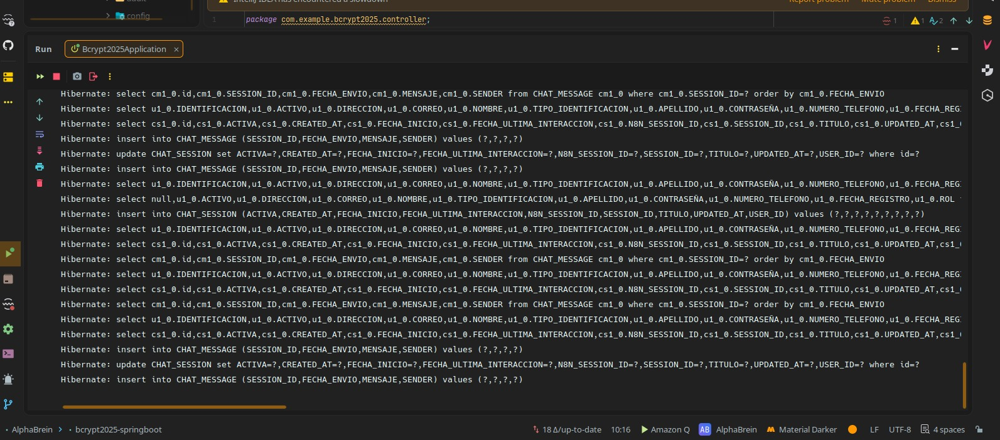 audit
config
IntelliJ IDEA has encountered a slowdown
Report problem Mute problem Dismiss
1 package com.example.bcrypt2025.controller;
1 1 2
Run Bcrypt2025Application ×
Hibernate: select cm1_0.id,cm1_0.SESSION_ID,cm1_0.FECHA_ENVIO,cm1_0.MENSAJE,cm1_0.SENDER from CHAT_MESSAGE cm1_0 where cm1_0.SESSION_ID=? order by cm1_0.FECHA_ENVIO
Hibernate: select u1_0.IDENTIFICACION,u1_0.ACTIVO,u1_0.DIRECCION,u1_0.CORREO,u1_0.NOMBRE,u1_0.TIPO_IDENTIFICACION,u1_0.APELLIDO,u1_0.CONTRASEÑA,u1_0.NUMERO_TELEFONO,u1_0.FECHA_REGI
Hibernate: select cs1_0.id,cs1_0.ACTIVA,cs1_0.CREATED_AT,cs1_0.FECHA_INICIO,cs1_0.FECHA_ULTIMA_INTERACCION,cs1_0.N8N_SESSION_ID,cs1_0.SESSION_ID,cs1_0.TITULO,cs1_0.UPDATED_AT,cs1_0
Hibernate: insert into CHAT_MESSAGE (SESSION_ID,FECHA_ENVIO,MENSAJE,SENDER) values (?,?,?,?)
Hibernate: update CHAT_SESSION set ACTIVA=?,CREATED_AT=?,FECHA_INICIO=?,FECHA_ULTIMA_INTERACCION=?,N8N_SESSION_ID=?,SESSION_ID=?,TITULO=?,UPDATED_AT=?,USER_ID=? where id=?
Hibernate: insert into CHAT_MESSAGE (SESSION_ID,FECHA_ENVIO,MENSAJE,SENDER) values (?,?,?,?)
Hibernate: select u1_0.IDENTIFICACION,u1_0.ACTIVO,u1_0.DIRECCION,u1_0.CORREO,u1_0.NOMBRE,u1_0.TIPO_IDENTIFICACION,u1_0.APELLIDO,u1_0.CONTRASEÑA,u1_0.NUMERO_TELEFONO,u1_0.FECHA_REGI
Hibernate: select null,u1_0.ACTIVO,u1_0.DIRECCION,u1_0.CORREO,u1_0.NOMBRE,u1_0.TIPO_IDENTIFICACION,u1_0.APELLIDO,u1_0.CONTRASEÑA,u1_0.NUMERO_TELEFONO,u1_0.FECHA_REGISTRO,u1_0.ROL
Hibernate: insert into CHAT_SESSION (ACTIVA,CREATED_AT,FECHA_INICIO,FECHA_ULTIMA_INTERACCION,N8N_SESSION_ID,SESSION_ID,TITULO,UPDATED_AT,USER_ID) values (?,?,?,?,?,?,?,?,?)
Hibernate: select u1_0.IDENTIFICACION,u1_0.ACTIVO,u1_0.DIRECCION,u1_0.CORREO,u1_0.NOMBRE,u1_0.TIPO_IDENTIFICACION,u1_0.APELLIDO,u1_0.CONTRASEÑA,u1_0.NUMERO_TELEFONO,u1_0.FECHA_REGI
Hibernate: select cs1_0.id,cs1_0.ACTIVA,cs1_0.CREATED_AT,cs1_0.FECHA_INICIO,cs1_0.FECHA_ULTIMA_INTERACCION,cs1_0.N8N_SESSION_ID,cs1_0.SESSION_ID,cs1_0.TITULO,cs1_0.UPDATED_AT,cs1_0
Hibernate: select cm1_0.id,cm1_0.SESSION_ID,cm1_0.FECHA_ENVIO,cm1_0.MENSAJE,cm1_0.SENDER from CHAT_MESSAGE cm1_0 where cm1_0.SESSION_ID=? order by cm1_0.FECHA_ENVIO
Hibernate: select u1_0.IDENTIFICACION,u1_0.ACTIVO,u1_0.DIRECCION,u1_0.CORREO,u1_0.NOMBRE,u1_0.TIPO_IDENTIFICACION,u1_0.APELLIDO,u1_0.CONTRASEÑA,u1_0.NUMERO_TELEFONO,u1_0.FECHA_REGI
Hibernate: select cs1_0.id,cs1_0.ACTIVA,cs1_0.CREATED_AT,cs1_0.FECHA_INICIO,cs1_0.FECHA_ULTIMA_INTERACCION,cs1_0.N8N_SESSION_ID,cs1_0.SESSION_ID,cs1_0.TITULO,cs1_0.UPDATED_AT,cs1_0
Hibernate: select cm1_0.id,cm1_0.SESSION_ID,cm1_0.FECHA_ENVIO,cm1_0.MENSAJE,cm1_0.SENDER from CHAT_MESSAGE cm1_0 where cm1_0.SESSION_ID=? order by cm1_0.FECHA_ENVIO
Hibernate: select u1_0.IDENTIFICACION,u1_0.ACTIVO,u1_0.DIRECCION,u1_0.CORREO,u1_0.NOMBRE,u1_0.TIPO_IDENTIFICACION,u1_0.APELLIDO,u1_0.CONTRASEÑA,u1_0.NUMERO_TELEFONO,u1_0.FECHA_REGI
Hibernate: select cs1_0.id,cs1_0.ACTIVA,cs1_0.CREATED_AT,cs1_0.FECHA_INICIO,cs1_0.FECHA_ULTIMA_INTERACCION,cs1_0.N8N_SESSION_ID,cs1_0.SESSION_ID,cs1_0.TITULO,cs1_0.UPDATED_AT,cs1_0
Hibernate: insert into CHAT_MESSAGE (SESSION_ID,FECHA_ENVIO,MENSAJE,SENDER) values (?,?,?,?)
Hibernate: update CHAT_SESSION set ACTIVA=?,CREATED_AT=?,FECHA_INICIO=?,FECHA_ULTIMA_INTERACCION=?,N8N_SESSION_ID=?,SESSION_ID=?,TITULO=?,UPDATED_AT=?,USER_ID=? where id=?
Hibernate: insert into CHAT_MESSAGE (SESSION_ID,FECHA_ENVIO,MENSAJE,SENDER) values (?,?,?,?)
AlphaBrein > bcrypt2025-springboot 18 Δ/up-to-date 10:16 Amazon Q AB AlphaBrein Material Darker LF UTF-8 4 spaces